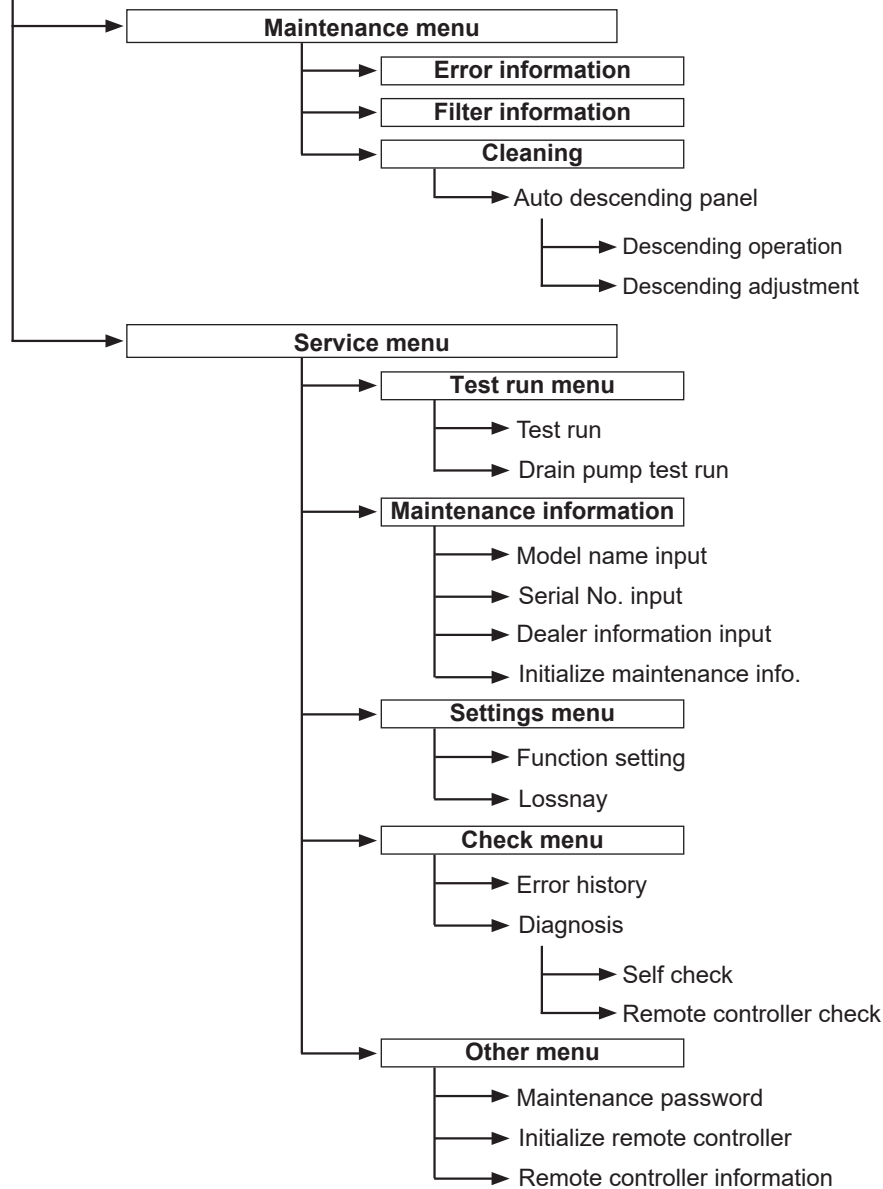 Maintenance menu
Error information
Filter information
Cleaning
Auto descending panel
Descending operation
Descending adjustment
Service menu
Test run menu
Test run
Drain pump test run
Maintenance information
Model name input
Serial No. input
Dealer information input
Initialize maintenance info.
Settings menu
Function setting
Lossnay
Check menu
Error history
Diagnosis
Self check
Remote controller check
Other menu
Maintenance password
Initialize remote controller
Remote controller information